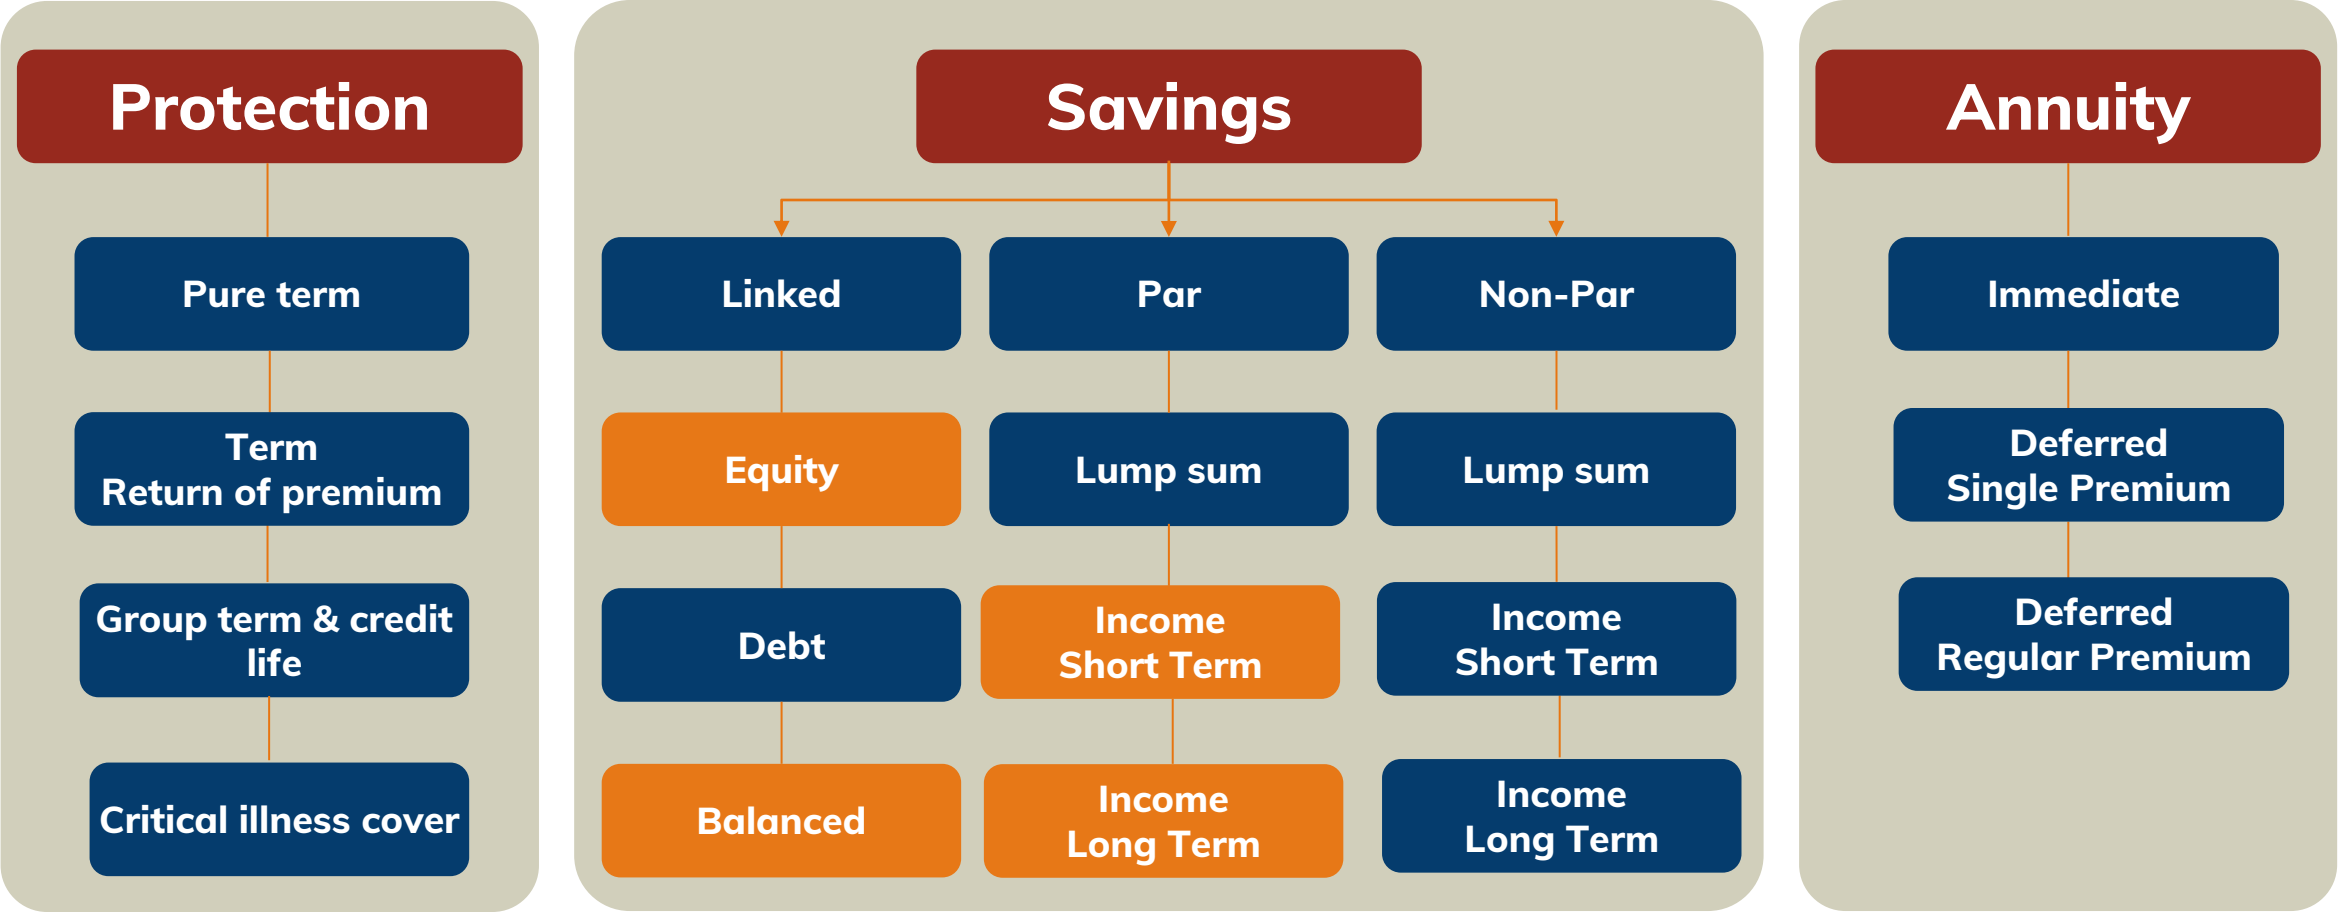 Protection
Pure term
Term
Return of premium
Group term & credit
life
Critical illness cover
Savings
Linked
Equity
Debt
Balanced
Par
Lump sum
Income
Short Term
Income
Long Term
Non-Par
Lump sum
Income
Short Term
Income
Long Term
Annuity
Immediate
Deferred
Single Premium
Deferred
Regular Premium